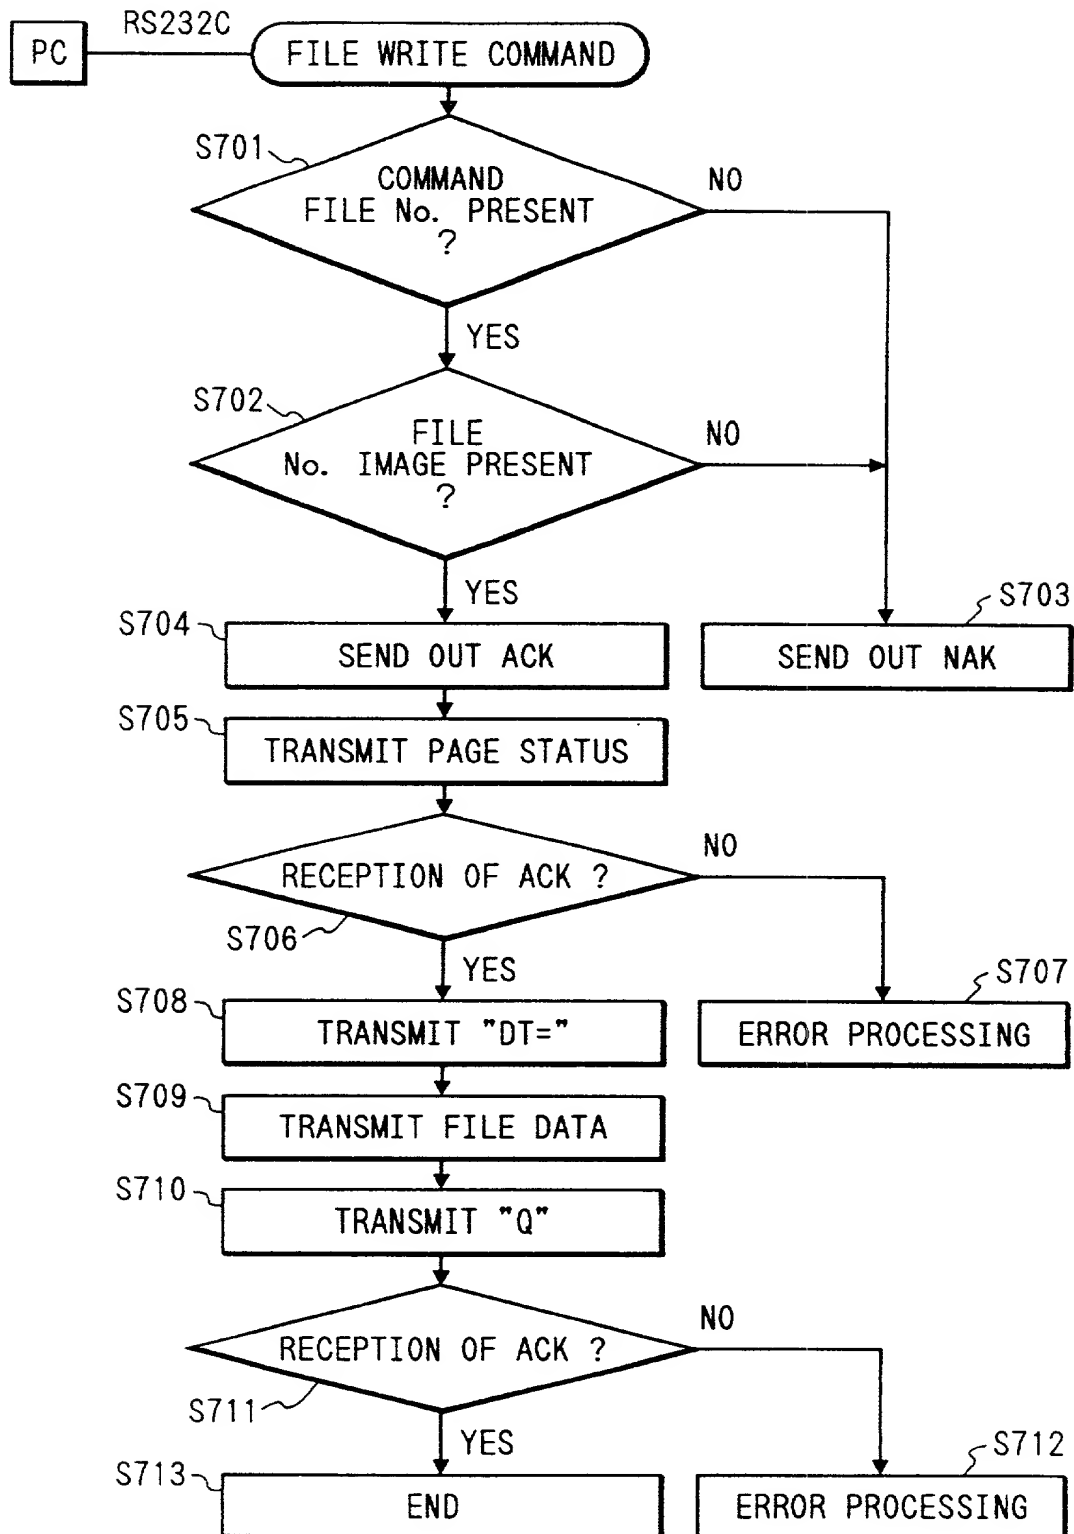 RS232C
PC
FILE WRITE COMMAND
S701
COMMAND
FILE No. PRESENT
?
NO
YES
S702
FILE
No. IMAGE PRESENT
?
NO
YES
S703
S704
SEND OUT ACK
SEND OUT NAK
S705
TRANSMIT PAGE STATUS
RECEPTION OF ACK ?
NO
S706
YES
S707
S708
TRANSMIT "DT="
ERROR PROCESSING
S709
TRANSMIT FILE DATA
S710
TRANSMIT "Q"
RECEPTION OF ACK ?
NO
S711
YES
S712
S713
END
ERROR PROCESSING